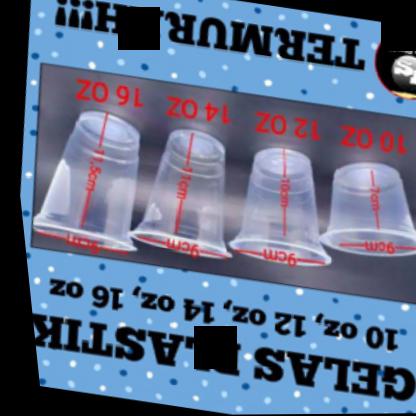 GELAS
10 oz, 12 oz, 14 oz, 16 oz
9cm 9cm 9cm 9cm
7cm 10cm 11cm 11,5cm
10 OZ 12 OZ 14 OZ 16 OZ